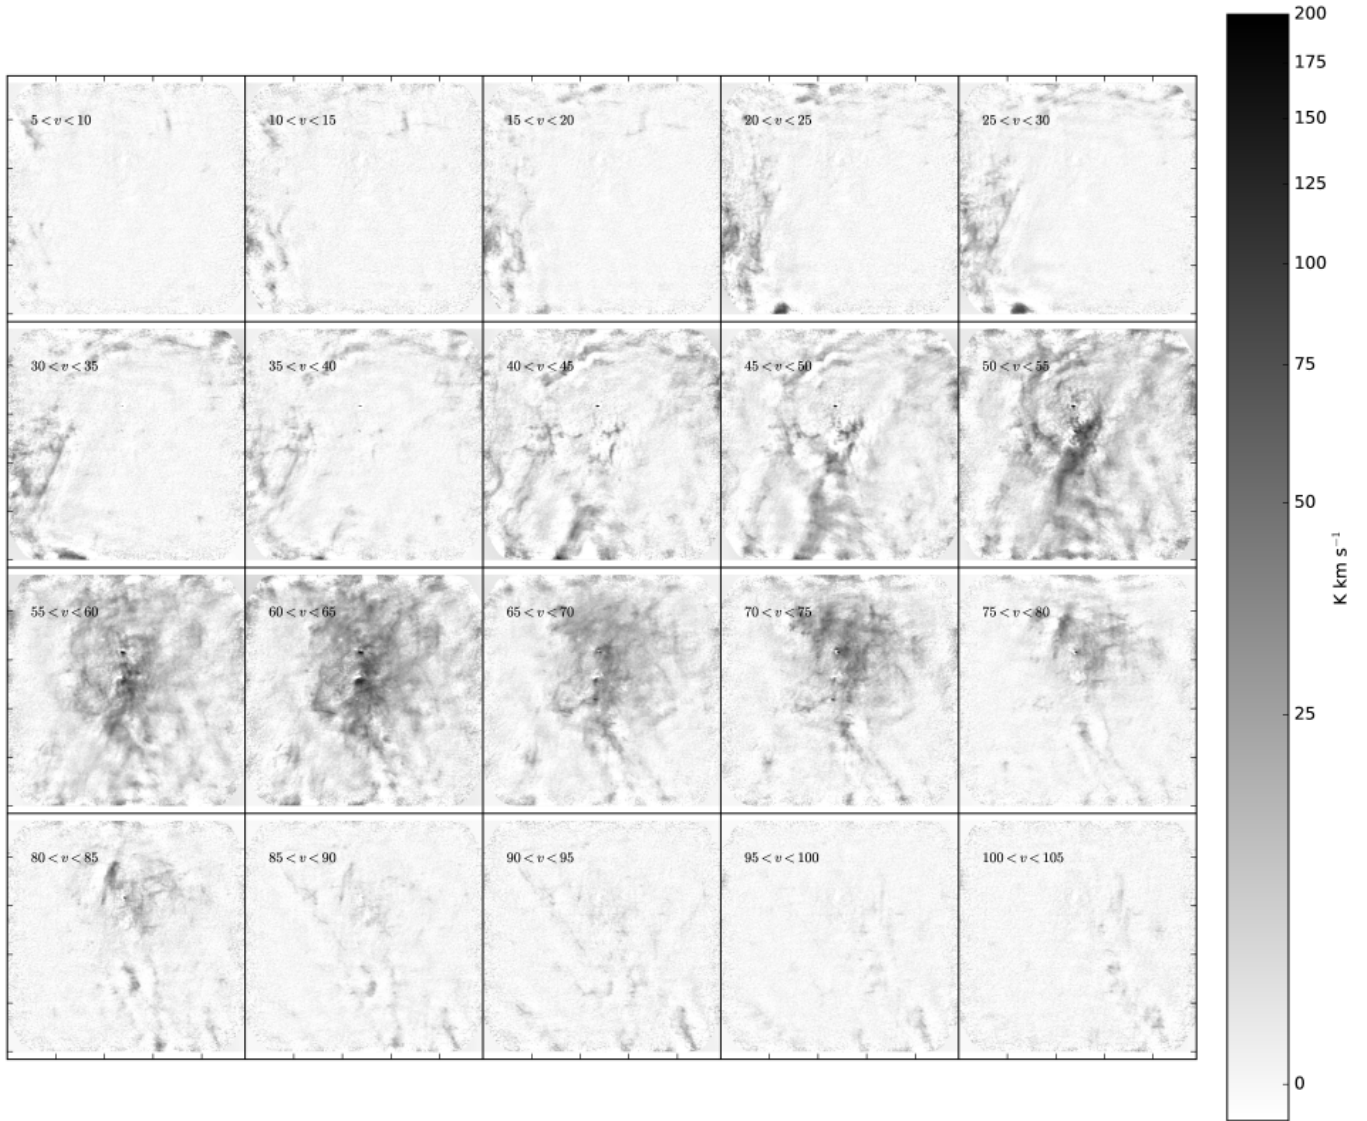 5 < v < 10
10 < v < 15
15 < v < 20
20 < v < 25
25 < v < 30
30 < v < 35
35 < v < 40
40 < v < 45
45 < v < 50
50 < v < 55
55 < v < 60
60 < v < 65
65 < v < 70
70 < v < 75
75 < v < 80
80 < v < 85
85 < v < 90
90 < v < 95
95 < v < 100
100 < v < 105
200
175
150
125
100
75
50
25
0
K km s⁻¹